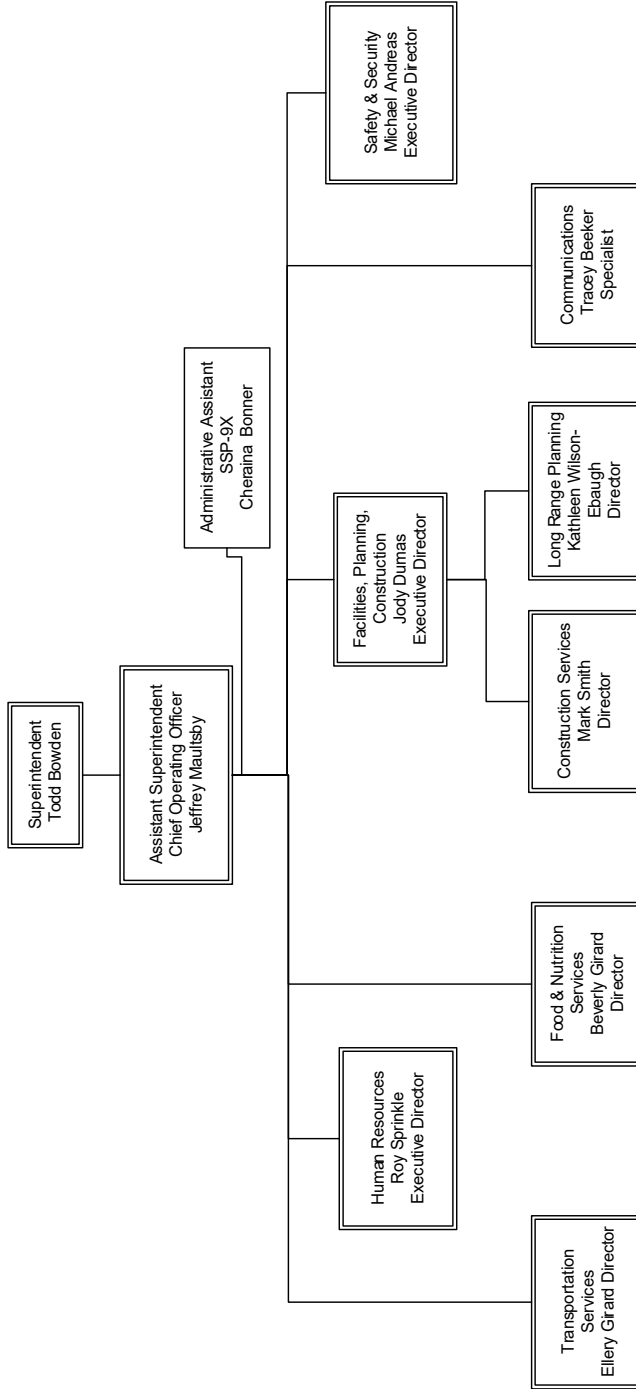 Superintendent
Todd Bowden
Assistant Superintendent
Chief Operating Officer
Jeffrey Maultsby
Administrative Assistant
SSP-9X
Cheraina Bonner
Human Resources
Roy Sprinkle
Executive Director
Facilities, Planning,
Construction
Jody Dumas
Executive Director
Safety & Security
Michael Andreas
Executive Director
Transportation
Services
Ellery Girard Director
Food & Nutrition
Services
Beverly Girard
Director
Construction Services
Mark Smith
Director
Long Range Planning
Kathleen Wilson-
Ebaugh
Director
Communications
Tracey Beeker
Specialist